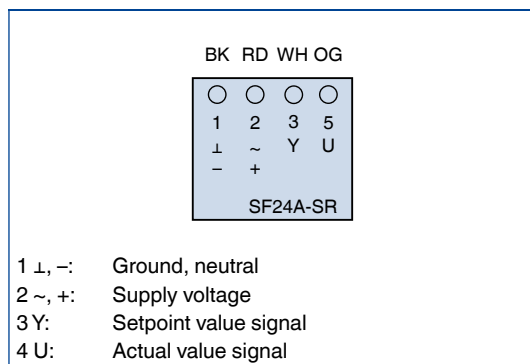 BK RD WH OG
1 2 3 5
⊥ ~ Y U
– +
SF24A-SR
1 ⊥, –: Ground, neutral
2 ~, +: Supply voltage
3 Y: Setpoint value signal
4 U: Actual value signal